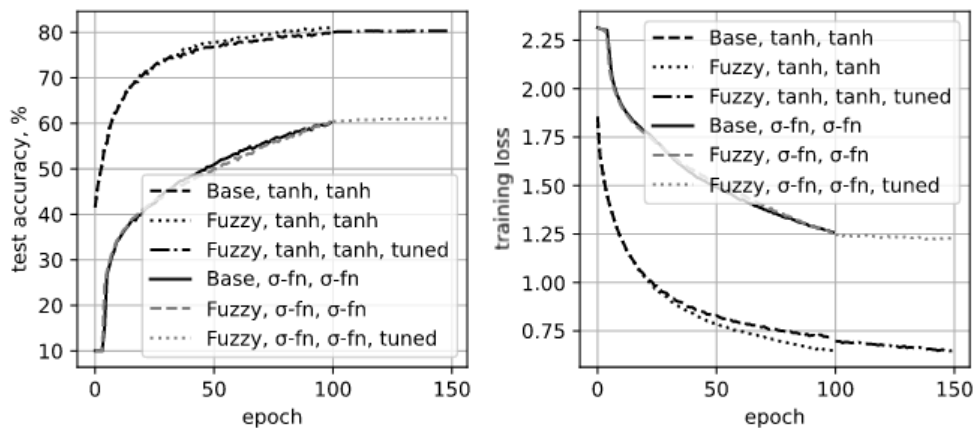 80
70
60
50
40
30
20
10
test accuracy, %
Base, tanh, tanh
Fuzzy, tanh, tanh
Fuzzy, tanh, tanh, tuned
Base, σ-fn, σ-fn
Fuzzy, σ-fn, σ-fn
Fuzzy, σ-fn, σ-fn, tuned
0 50 100 150
epoch
2.25
2.00
1.75
1.50
1.25
1.00
0.75
training loss
Base, tanh, tanh
Fuzzy, tanh, tanh
Fuzzy, tanh, tanh, tuned
Base, σ-fn, σ-fn
Fuzzy, σ-fn, σ-fn
Fuzzy, σ-fn, σ-fn, tuned
0 50 100 150
epoch